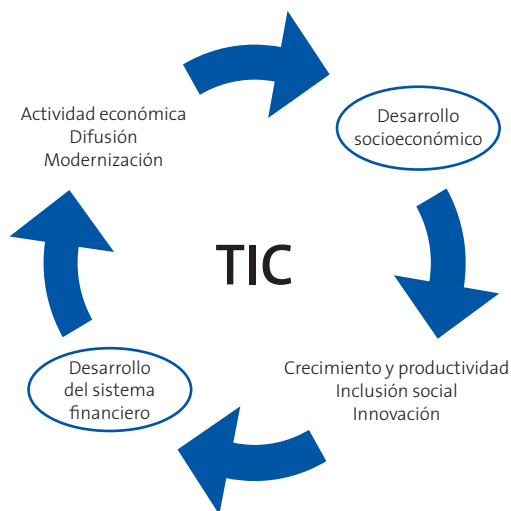 Actividad económica
Difusión
Modernización
Desarrollo
socioeconómico
TIC
Crecimiento y productividad
Inclusión social
Innovación
Desarrollo
del sistema
financiero